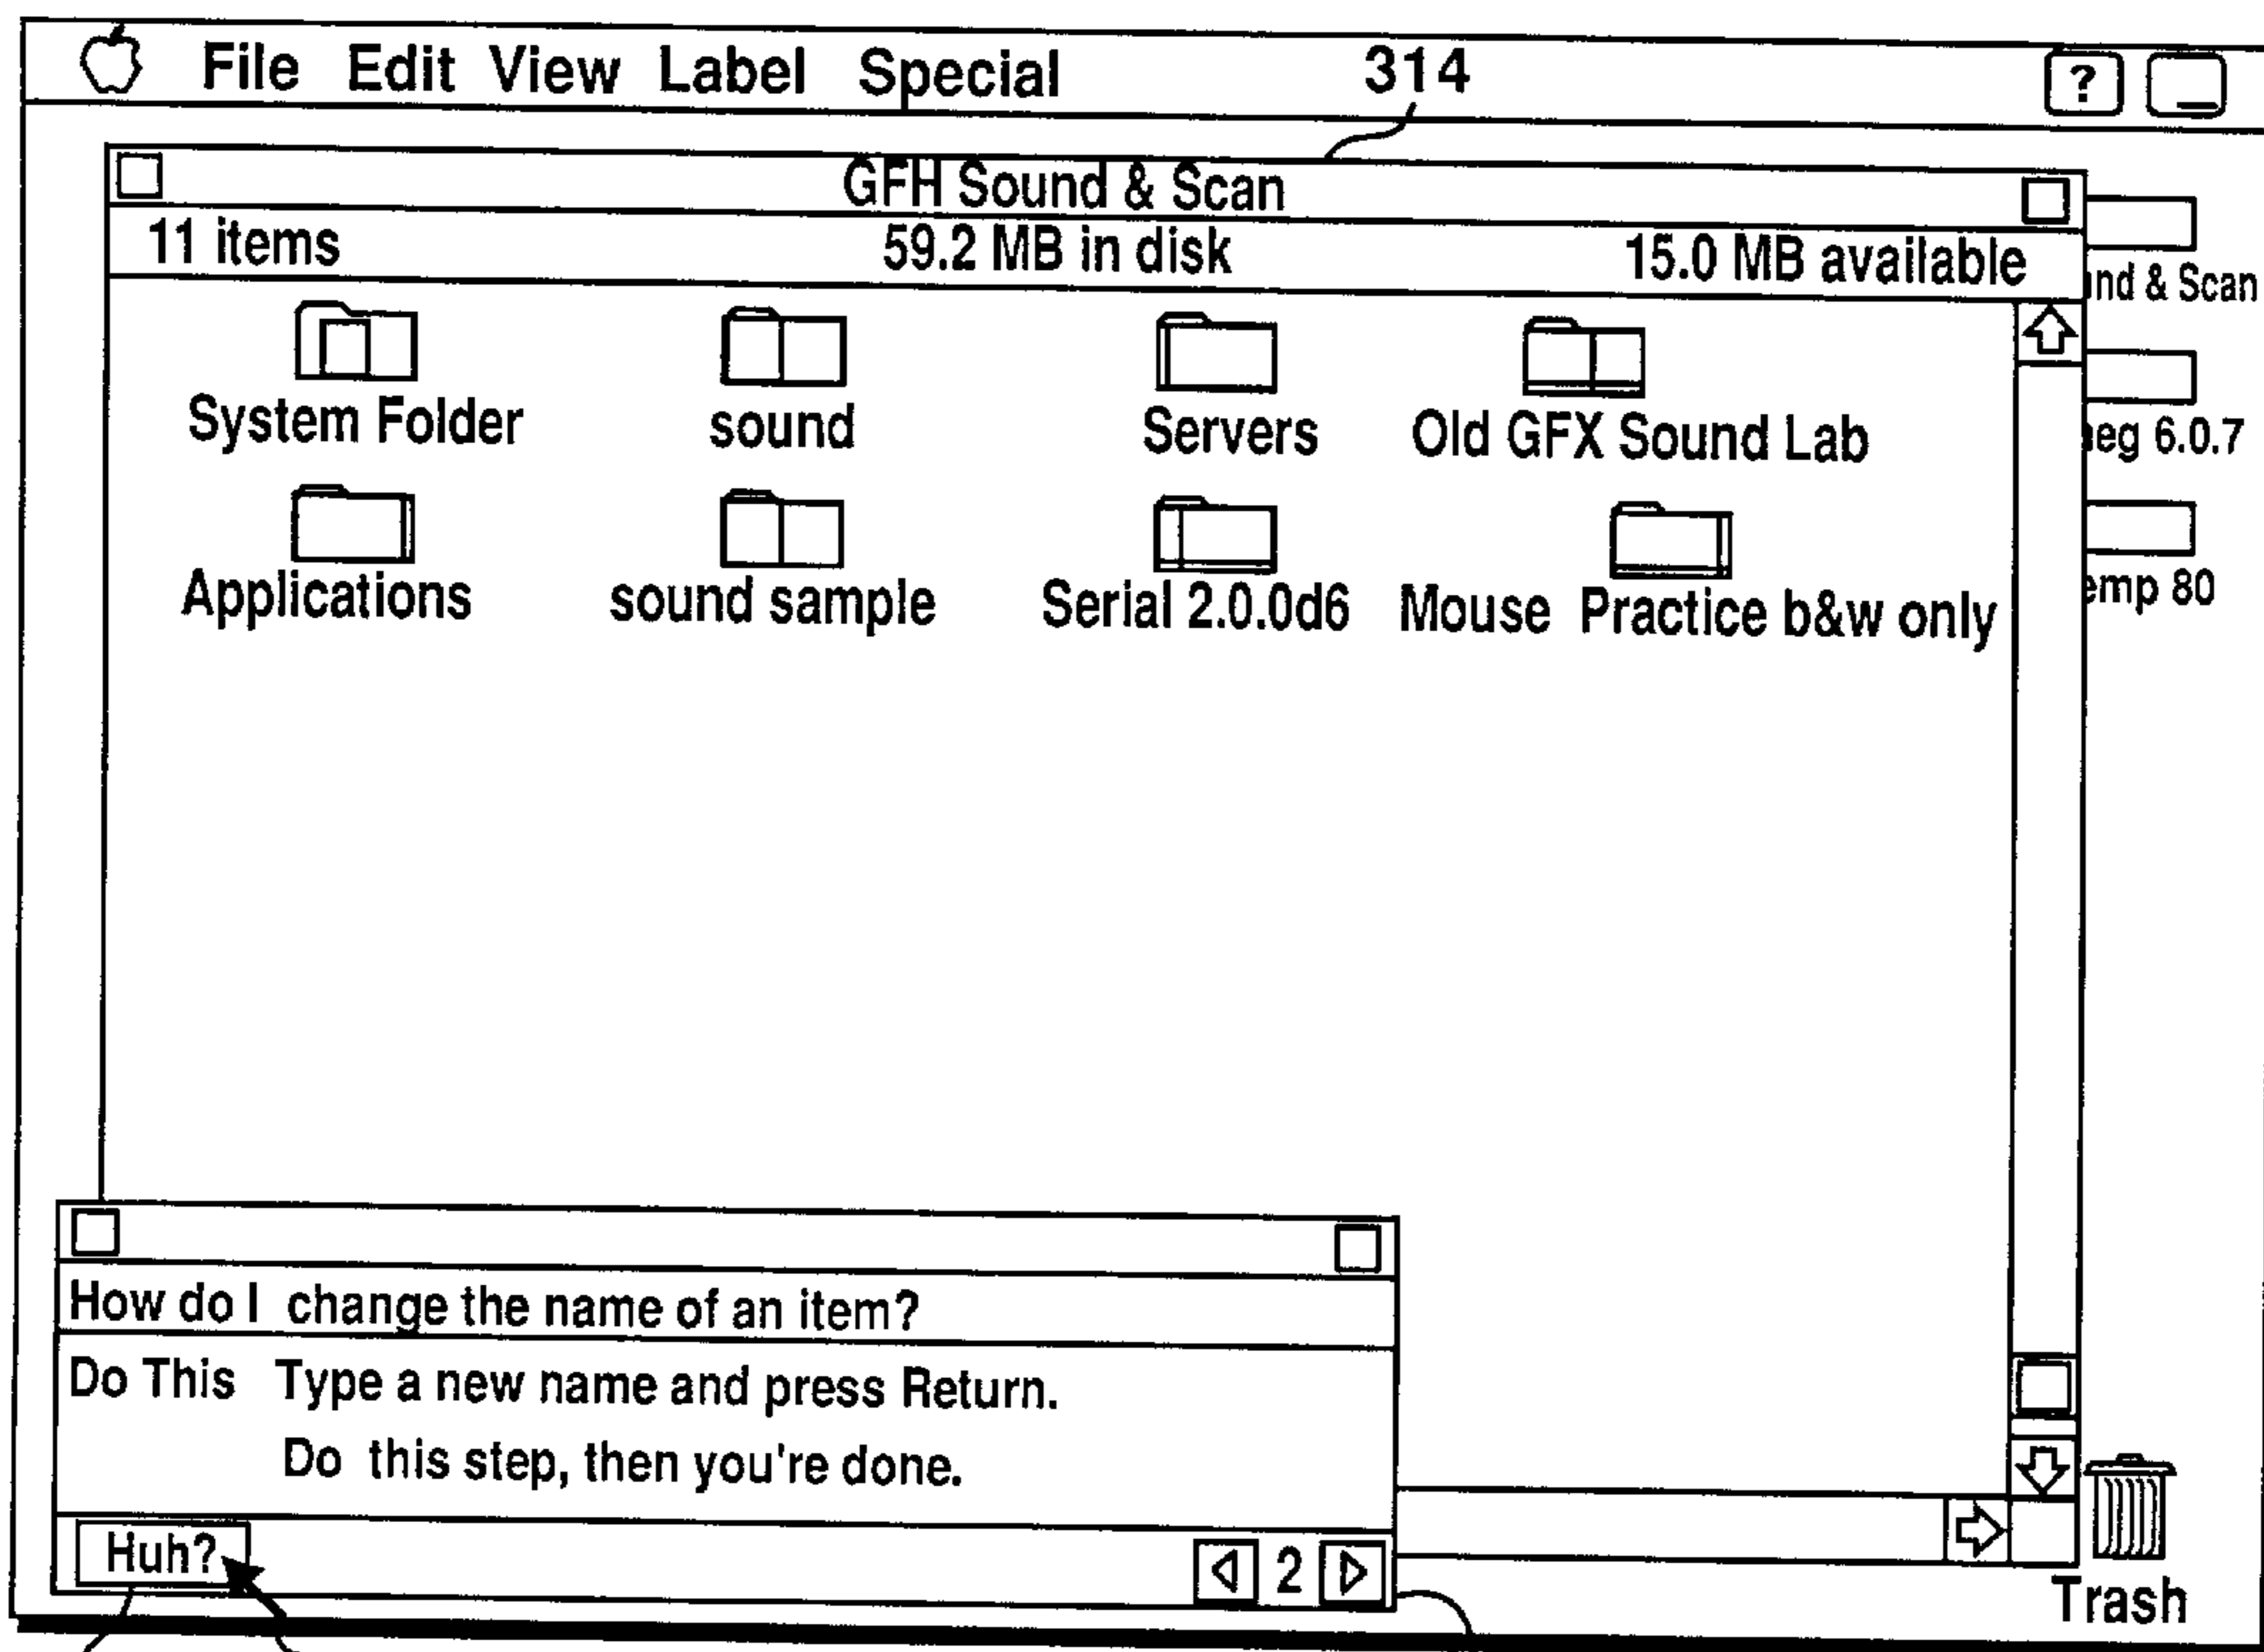 File Edit View Label Special 314 ?
GFH Sound & Scan
11 items 59.2 MB in disk 15.0 MB available
nd & Scan
System Folder sound Servers Old GFX Sound Lab
eg 6.0.7
Applications sound sample Serial 2.0.0d6 Mouse Practice b&w only
emp 80
How do I change the name of an item?
Do This Type a new name and press Return.
Do this step, then you're done.
Huh? 2
Trash